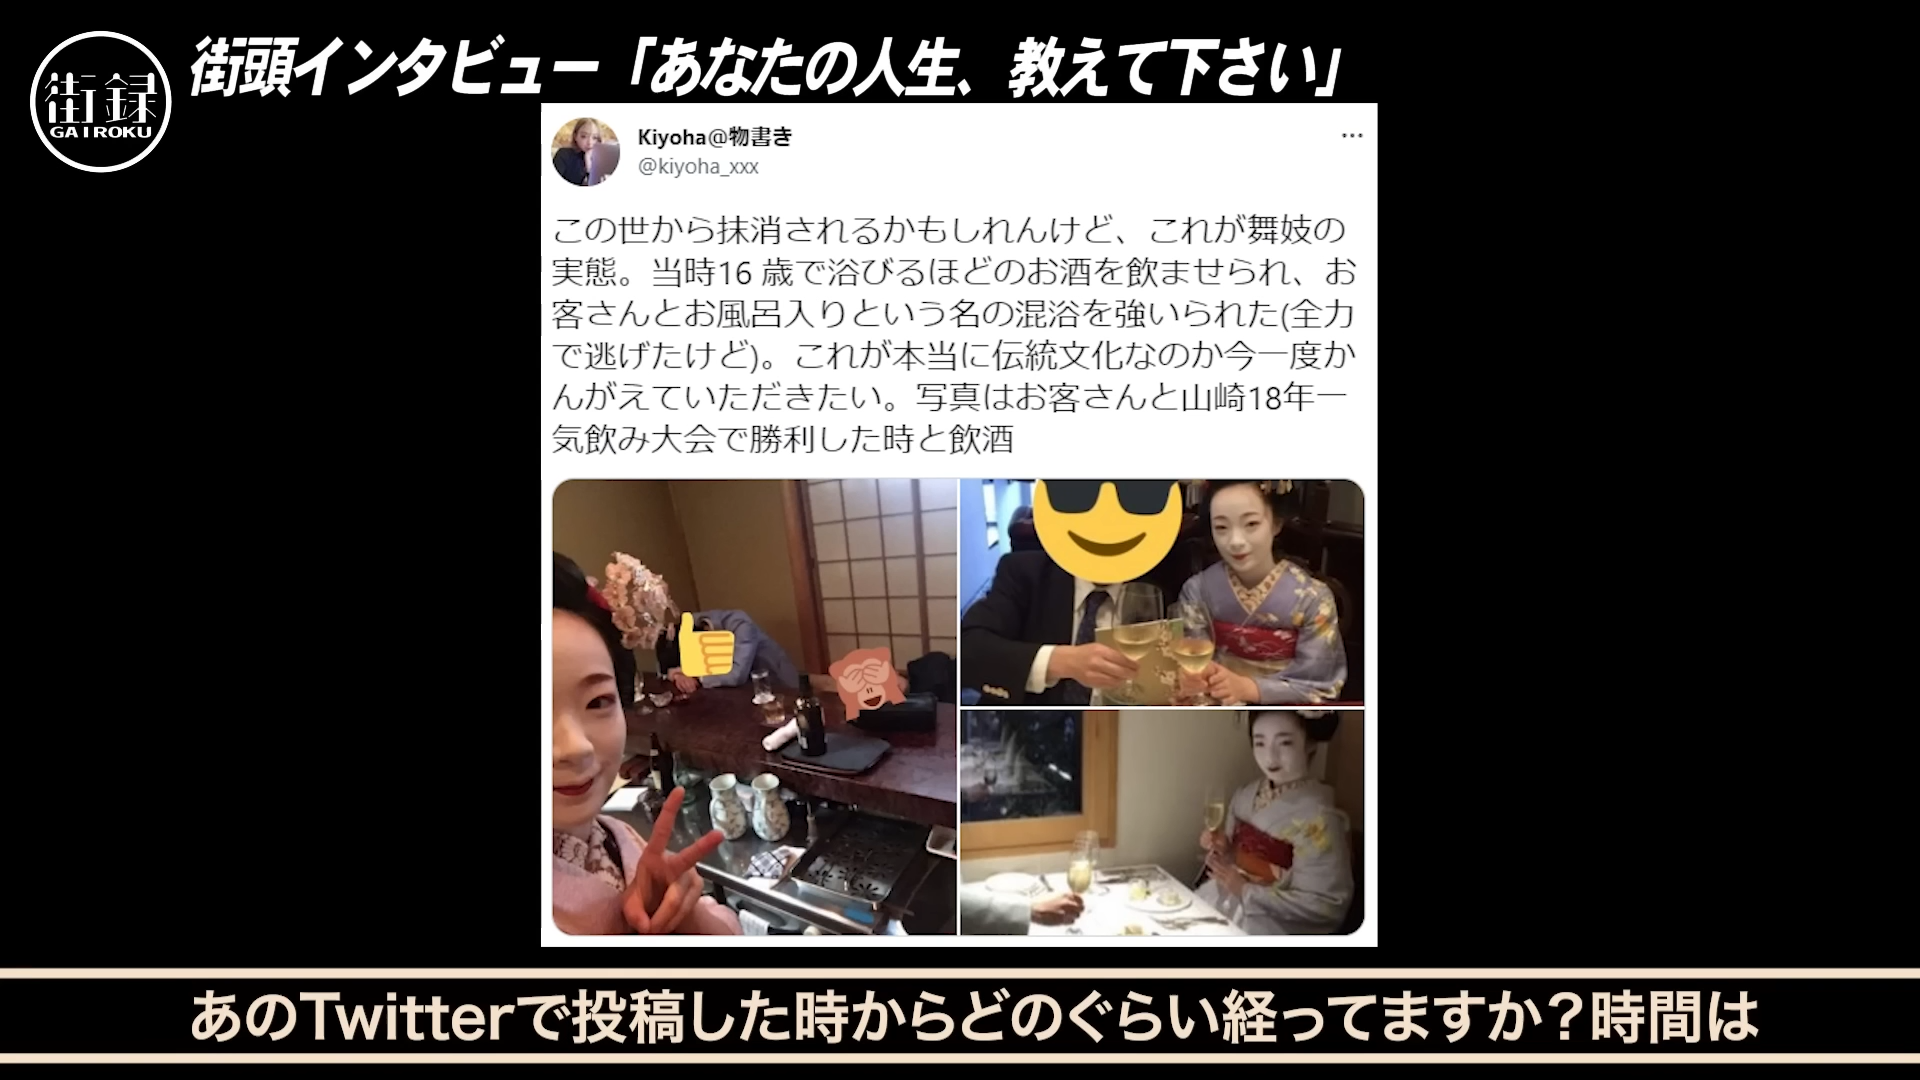 街録
GAIROKU
街頭インタビュー「あなたの人生、教えて下さい」
Kiyoha@物書き
@kiyoha_xxx
この世から抹消されるかもしれんけど、これが舞妓の
実態。当時16 歳で浴びるほどのお酒を飲ませられ、お
客さんとお風呂入りという名の混浴を強いられた(全力
で逃げたけど)。これが本当に伝統文化なのか今一度か
んがえていただきたい。写真はお客さんと山崎18年一
気飲み大会で勝利した時と飲酒
あのTwitterで投稿した時からどのぐらい経ってますか？時間は